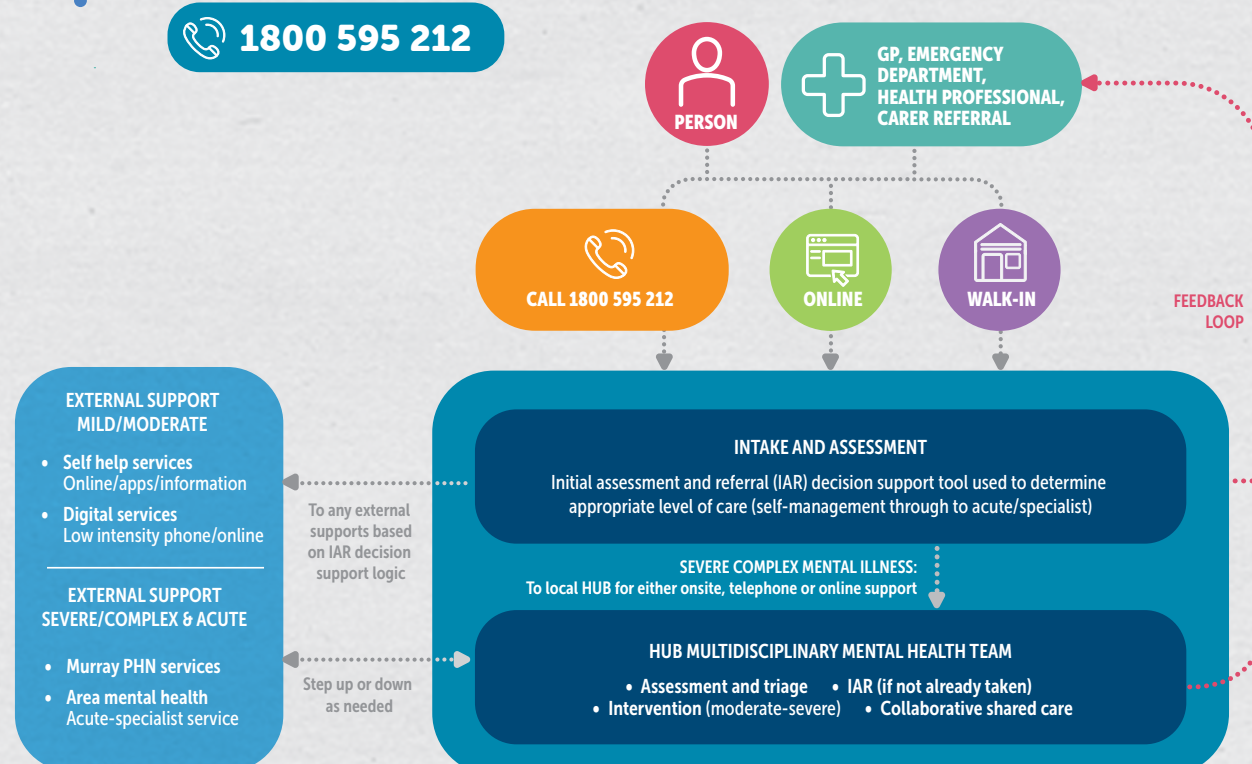 1800 595 212
PERSON
GP, EMERGENCY
DEPARTMENT,
HEALTH PROFESSIONAL,
CARER REFERRAL
CALL 1800 595 212
ONLINE
WALK-IN
FEEDBACK
LOOP
EXTERNAL SUPPORT
MILD/MODERATE
• Self help services
Online/apps/information
• Digital services
Low intensity phone/online
EXTERNAL SUPPORT
SEVERE/COMPLEX & ACUTE
• Murray PHN services
• Area mental health
Acute-specialist service
To any external
supports based
on IAR decision
support logic
Step up or down
as needed
INTAKE AND ASSESSMENT
Initial assessment and referral (IAR) decision support tool used to determine
appropriate level of care (self-management through to acute/specialist)
SEVERE COMPLEX MENTAL ILLNESS:
To local HUB for either onsite, telephone or online support
HUB MULTIDISCIPLINARY MENTAL HEALTH TEAM
• Assessment and triage • IAR (if not already taken)
• Intervention (moderate-severe) • Collaborative shared care